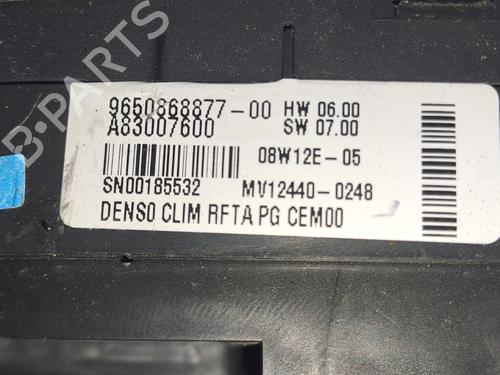 B-PARTS
9650868877-00 HW 06.00
A83007600 SW 07.00
08W12E-05
SN00185532 MV12440-0248
DENSO CLIM RFTA PG CEM00